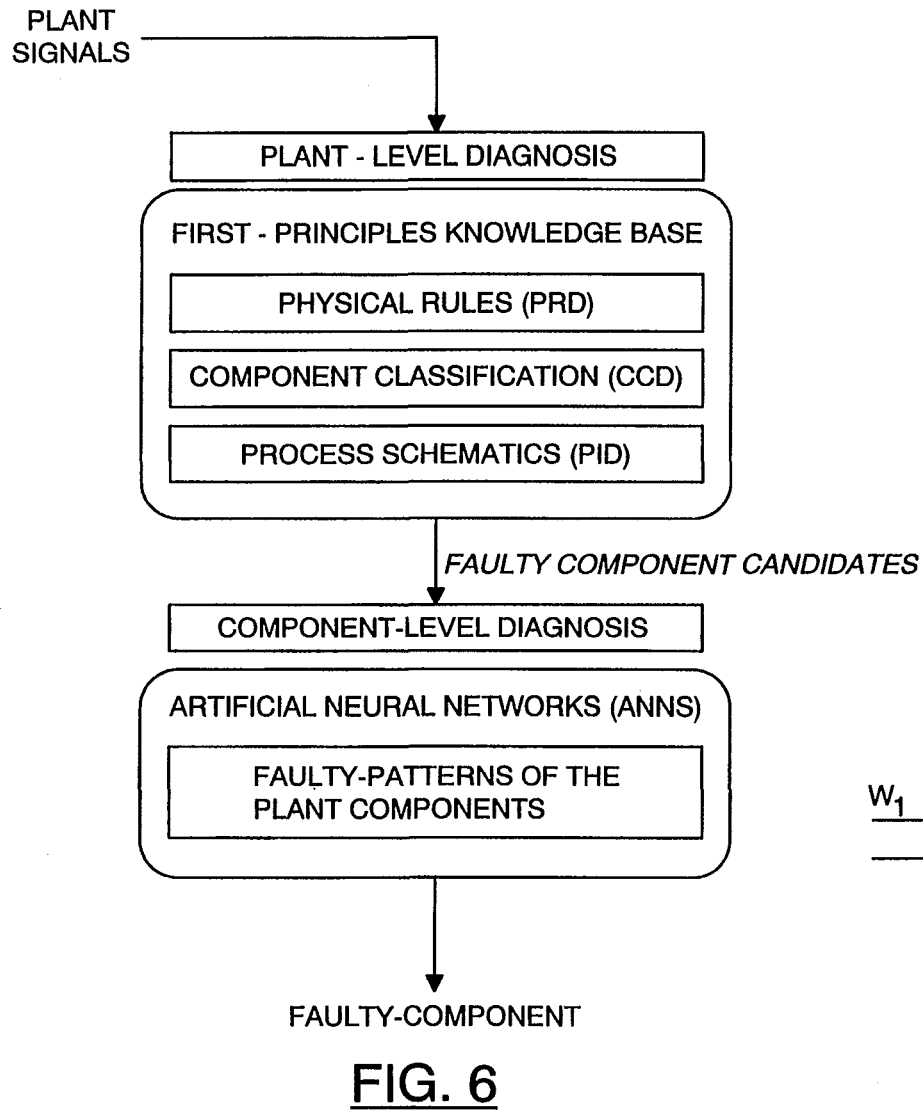 PLANT
SIGNALS
PLANT - LEVEL DIAGNOSIS
FIRST - PRINCIPLES KNOWLEDGE BASE
PHYSICAL RULES (PRD)
COMPONENT CLASSIFICATION (CCD)
PROCESS SCHEMATICS (PID)
FAULTY COMPONENT CANDIDATES
COMPONENT-LEVEL DIAGNOSIS
ARTIFICIAL NEURAL NETWORKS (ANNS)
FAULTY-PATTERNS OF THE
PLANT COMPONENTS
W1
FAULTY-COMPONENT
FIG. 6